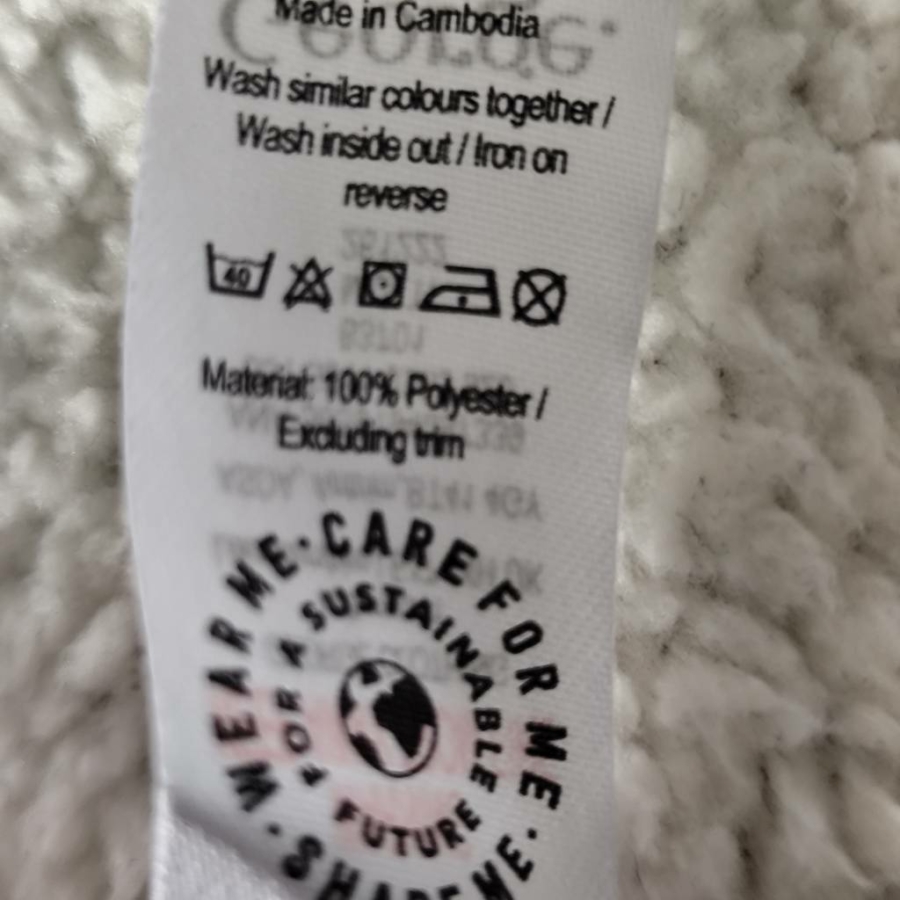 Made in Cambodia
Wash similar colours together /
Wash inside out / Iron on
reverse
40
Material: 100% Polyester /
Excluding trim
WEAR ME · CARE FOR ME · SHARE ME ·
FOR A SUSTAINABLE FUTURE